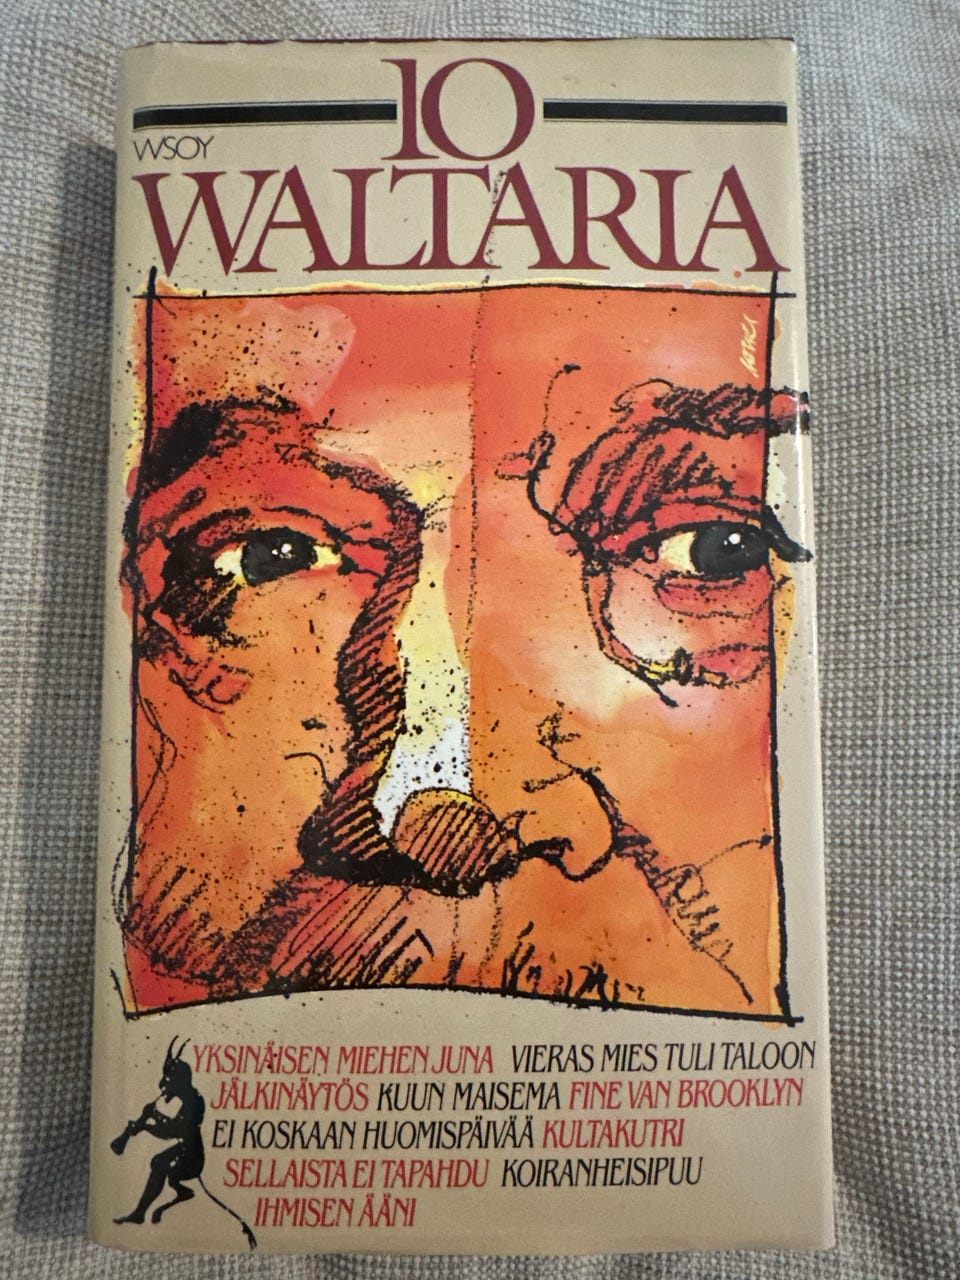 10
WSOY
WALTARIA
YKSINÄISEN MIEHEN JUNA VIERAS MIES TULI TALOON
JÄLKINÄYTÖS KUUN MAISEMA FINE VAN BROOKLYN
EI KOSKAAN HUOMISPÄIVÄÄ KULTAKUTRI
SELLAISTA EI TAPAHDU KOIRANHEISIPUU
IHMISEN ÄÄNI